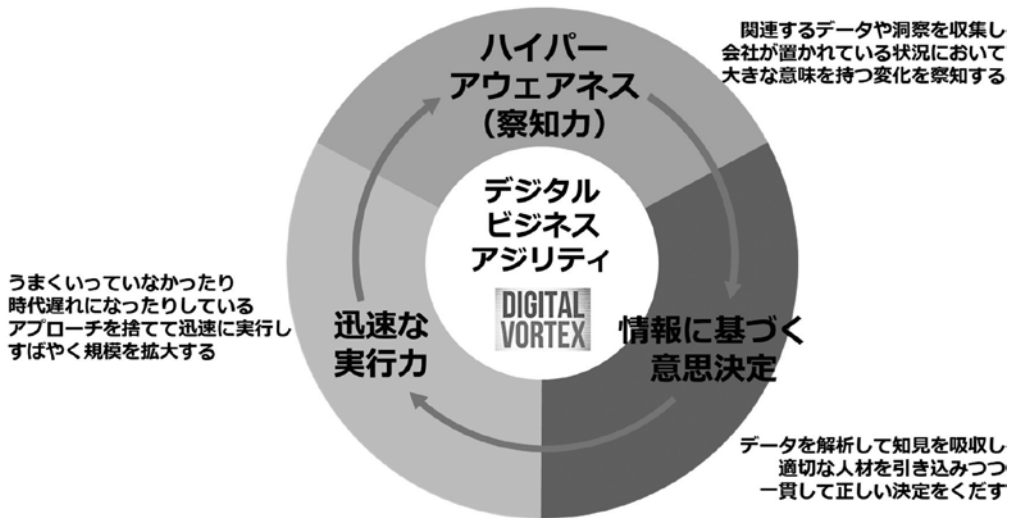 ハイパー
アウェアネス
（察知力）
関連するデータや洞察を収集し
会社が置かれている状況において
大きな意味を持つ変化を察知する
デジタル
ビジネス
アジリティ
DIGITAL
VORTEX
情報に基づく
意思決定
データを解析して知見を吸収し
適切な人材を引き込みつつ
一貫して正しい決定をくだす
迅速な
実行力
うまくいっていなかったり
時代遅れになったりしている
アプローチを捨てて迅速に実行し
すばやく規模を拡大する